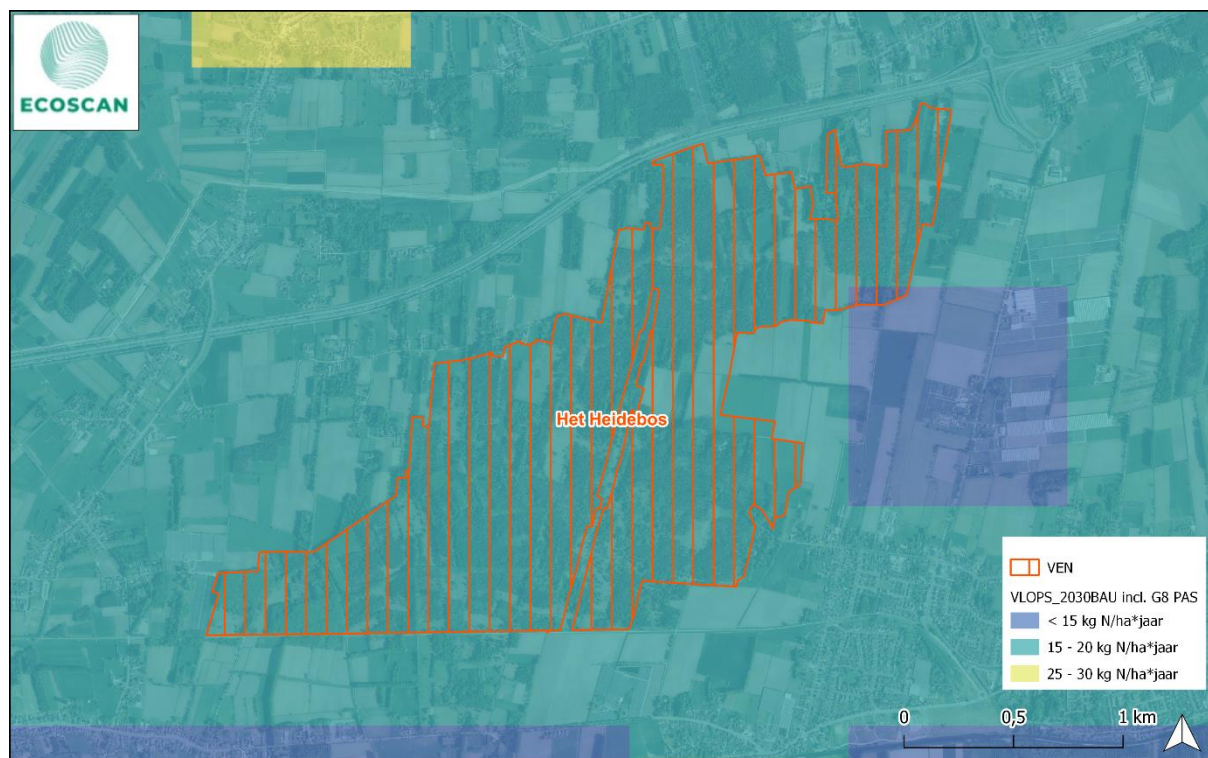 ECOSCAN
Het Heidebos
VEN
VLOPS_2030BAU incl. G8 PAS
< 15 kg N/ha*jaar
15 - 20 kg N/ha*jaar
25 - 30 kg N/ha*jaar
0 0,5 1 km